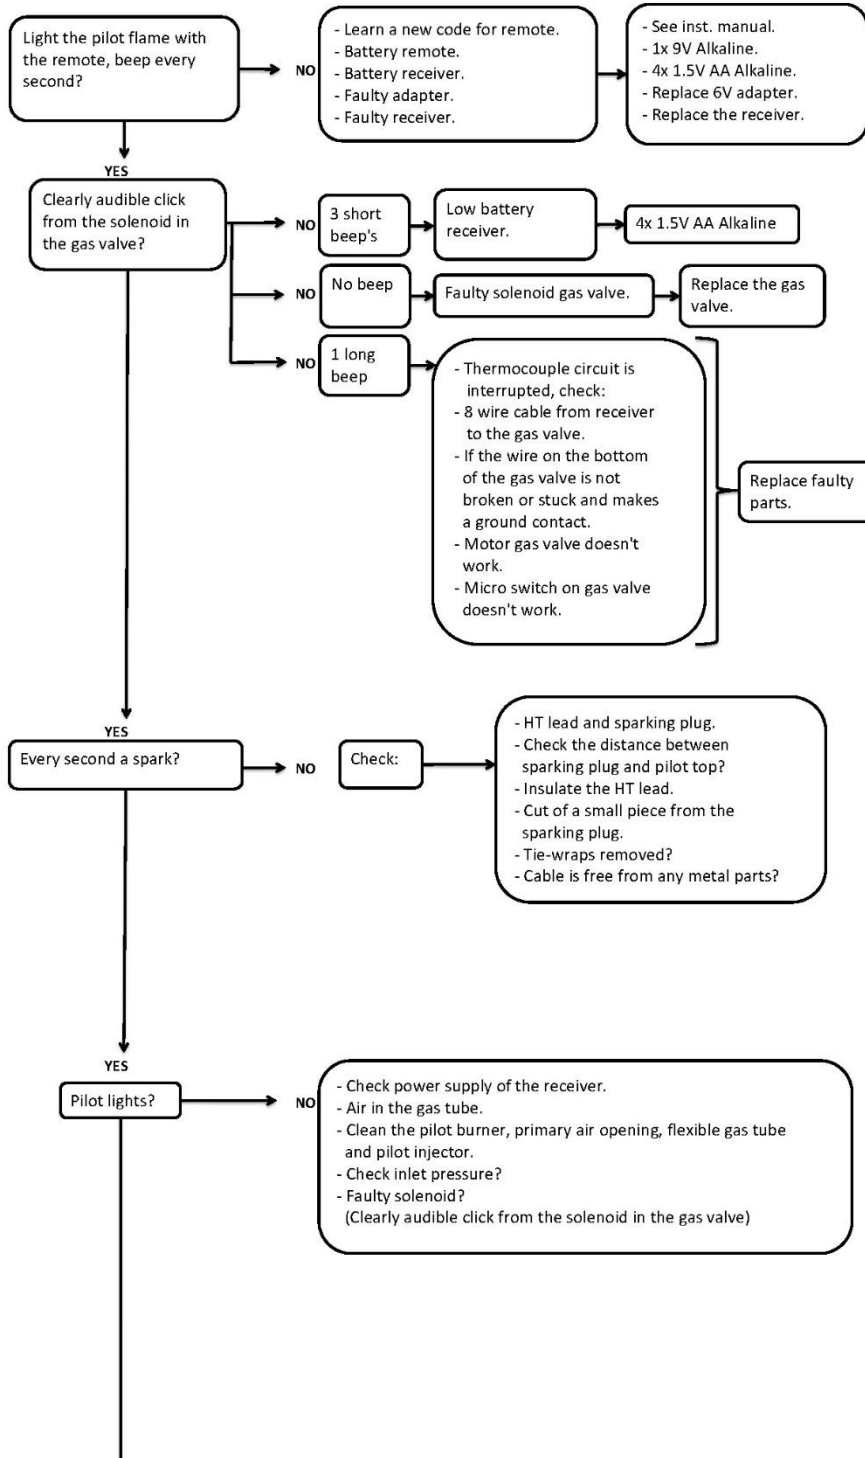 Light the pilot flame with
the remote, beep every
second?
NO
- Learn a new code for remote.
- Battery remote.
- Battery receiver.
- Faulty adapter.
- Faulty receiver.
- See inst. manual.
- 1x 9V Alkaline.
- 4x 1.5V AA Alkaline.
- Replace 6V adapter.
- Replace the receiver.
YES
Clearly audible click
from the solenoid in
the gas valve?
NO
3 short
beep's
Low battery
receiver.
4x 1.5V AA Alkaline
NO
No beep
Faulty solenoid gas valve.
Replace the gas
valve.
NO
1 long
beep
- Thermocouple circuit is
interrupted, check:
- 8 wire cable from receiver
to the gas valve.
- If the wire on the bottom
of the gas valve is not
broken or stuck and makes
a ground contact.
- Motor gas valve doesn't
work.
- Micro switch on gas valve
doesn't work.
Replace faulty
parts.
YES
Every second a spark?
NO
Check:
- HT lead and sparking plug.
- Check the distance between
sparking plug and pilot top?
- Insulate the HT lead.
- Cut of a small piece from the
sparking plug.
- Tie-wraps removed?
- Cable is free from any metal parts?
YES
Pilot lights?
NO
- Check power supply of the receiver.
- Air in the gas tube.
- Clean the pilot burner, primary air opening, flexible gas tube
and pilot injector.
- Check inlet pressure?
- Faulty solenoid?
(Clearly audible click from the solenoid in the gas valve)